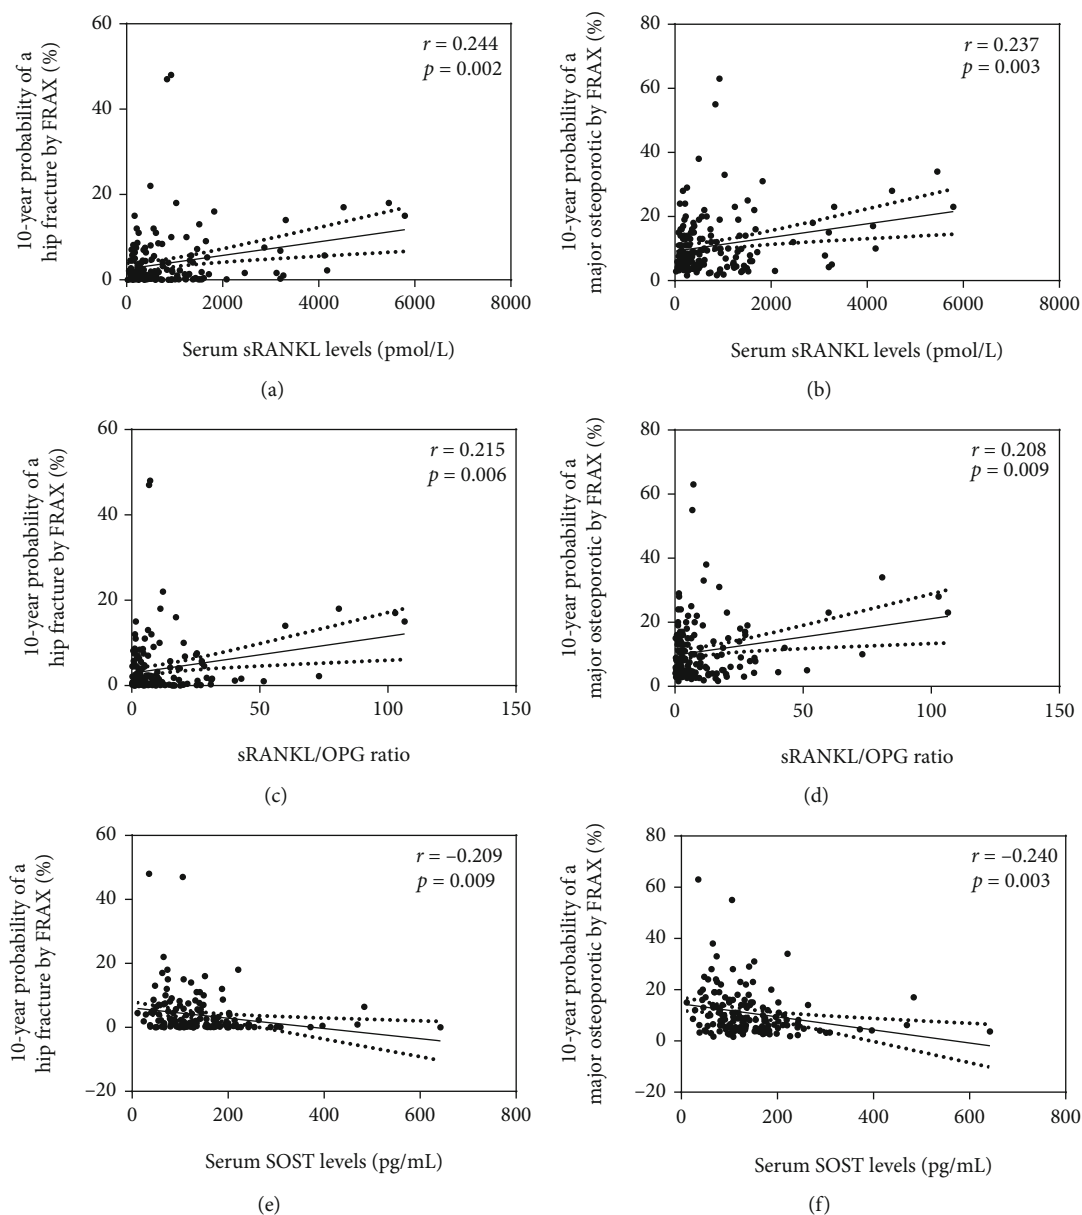 10-year probability of a
hip fracture by FRAX (%)
60
40
20
0
r = 0.244
p = 0.002
0
2000
4000
6000
8000
Serum sRANKL levels (pmol/L)
(a)
10-year probability of a
major osteoporotic by FRAX (%)
80
60
40
20
0
r = 0.237
p = 0.003
0
2000
4000
6000
8000
Serum sRANKL levels (pmol/L)
(b)
10-year probability of a
hip fracture by FRAX (%)
60
40
20
0
r = 0.215
p = 0.006
0
50
100
150
sRANKL/OPG ratio
(c)
10-year probability of a
major osteoporotic by FRAX (%)
80
60
40
20
0
r = 0.208
p = 0.009
0
50
100
150
sRANKL/OPG ratio
(d)
10-year probability of a
hip fracture by FRAX (%)
60
40
20
0
–20
r = –0.209
p = 0.009
0
200
400
600
800
Serum SOST levels (pg/mL)
(e)
10-year probability of a
major osteoporotic by FRAX (%)
80
60
40
20
0
–20
r = –0.240
p = 0.003
0
200
400
600
800
Serum SOST levels (pg/mL)
(f)